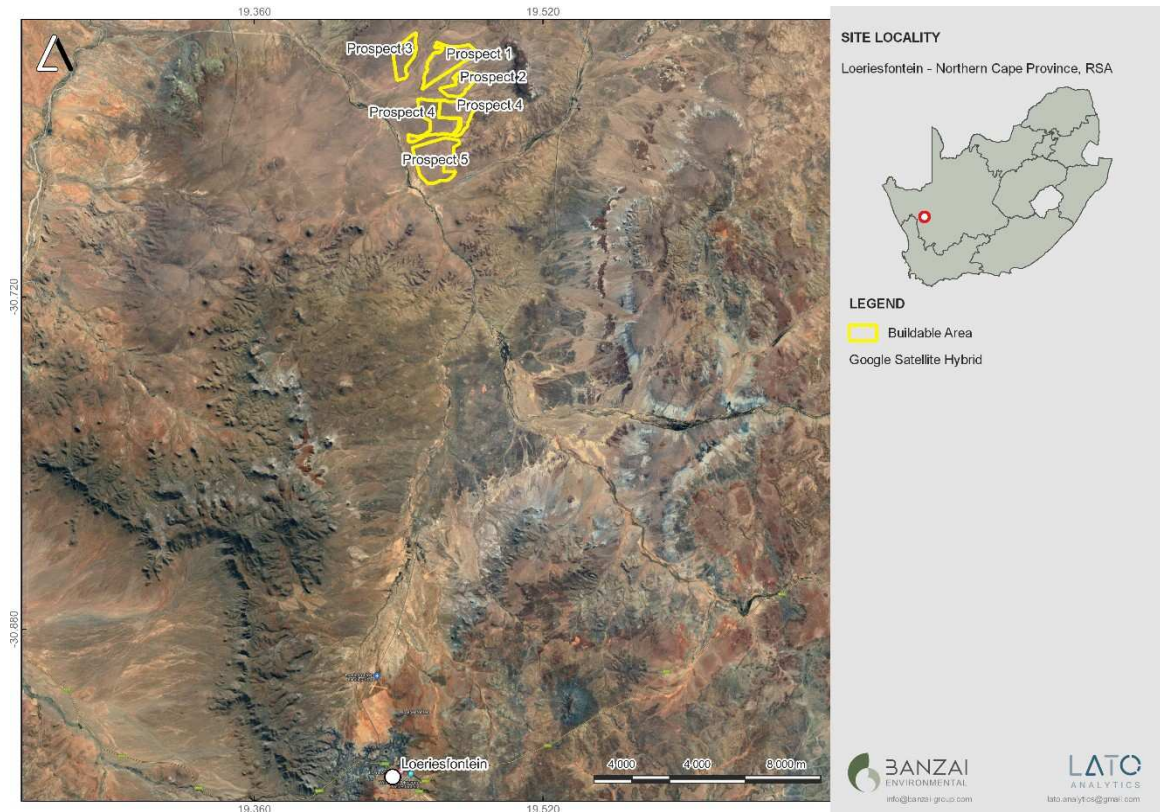 19.360
19.520
Prospect 3
Prospect 1
Prospect 2
Prospect 4
Prospect 4
Prospect 5
-30.720
-30.880
Loeriesfontein
4 000
4 000
8 000 m
19.360
19.520
SITE LOCALITY
Loeriesfontein - Northern Cape Province, RSA
LEGEND
Buildable Area
Google Satellite Hybrid
BANZAI
ENVIRONMENTAL
info@banzai-group.com
LATO
ANALYTICS
lato.analytics@gmail.com